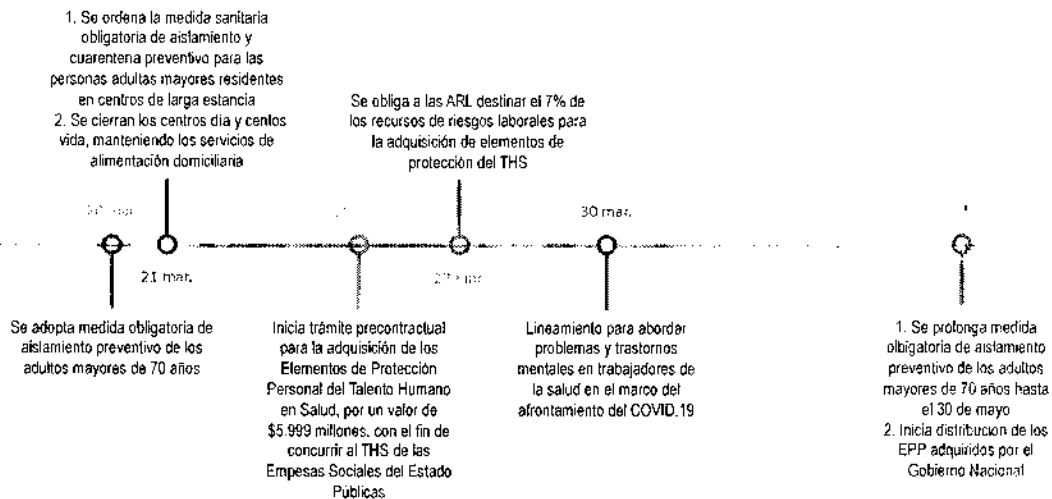 1. Se ordena la medida sanitaria
obligatoria de aislamiento y
cuarentena preventivo para las
personas adultas mayores residentes
en centros de larga estancia
2. Se cierran los centros día y centos
vida, manteniendo los servicios de
alimentación domiciliaria
Se obliga a las ARL destinar el 7% de
los recursos de riesgos laborales para
la adquisición de elementos de
protección del THS
30 mar.
21 mar.
Se adopta medida obligatoria de
aislamiento preventivo de los
adultos mayores de 70 años
Inicia trámite precontractual
para la adquisición de los
Elementos de Protección
Personal del Talento Humano
en Salud, por un valor de
$5.999 millones, con el fin de
concurrir al THS de las
Empesas Sociales del Estado
Públicas
Lineamiento para abordar
problemas y trastornos
mentales en trabajadores de
la salud en el marco del
afrontamiento del COVID.19
1. Se prolonga medida
olbigatoria de aislamiento
preventivo de los adultos
mayores de 70 años hasta
el 30 de mayo
2. Inicia distribucion de los
EPP adquiridos por el
Gobierno Nacional